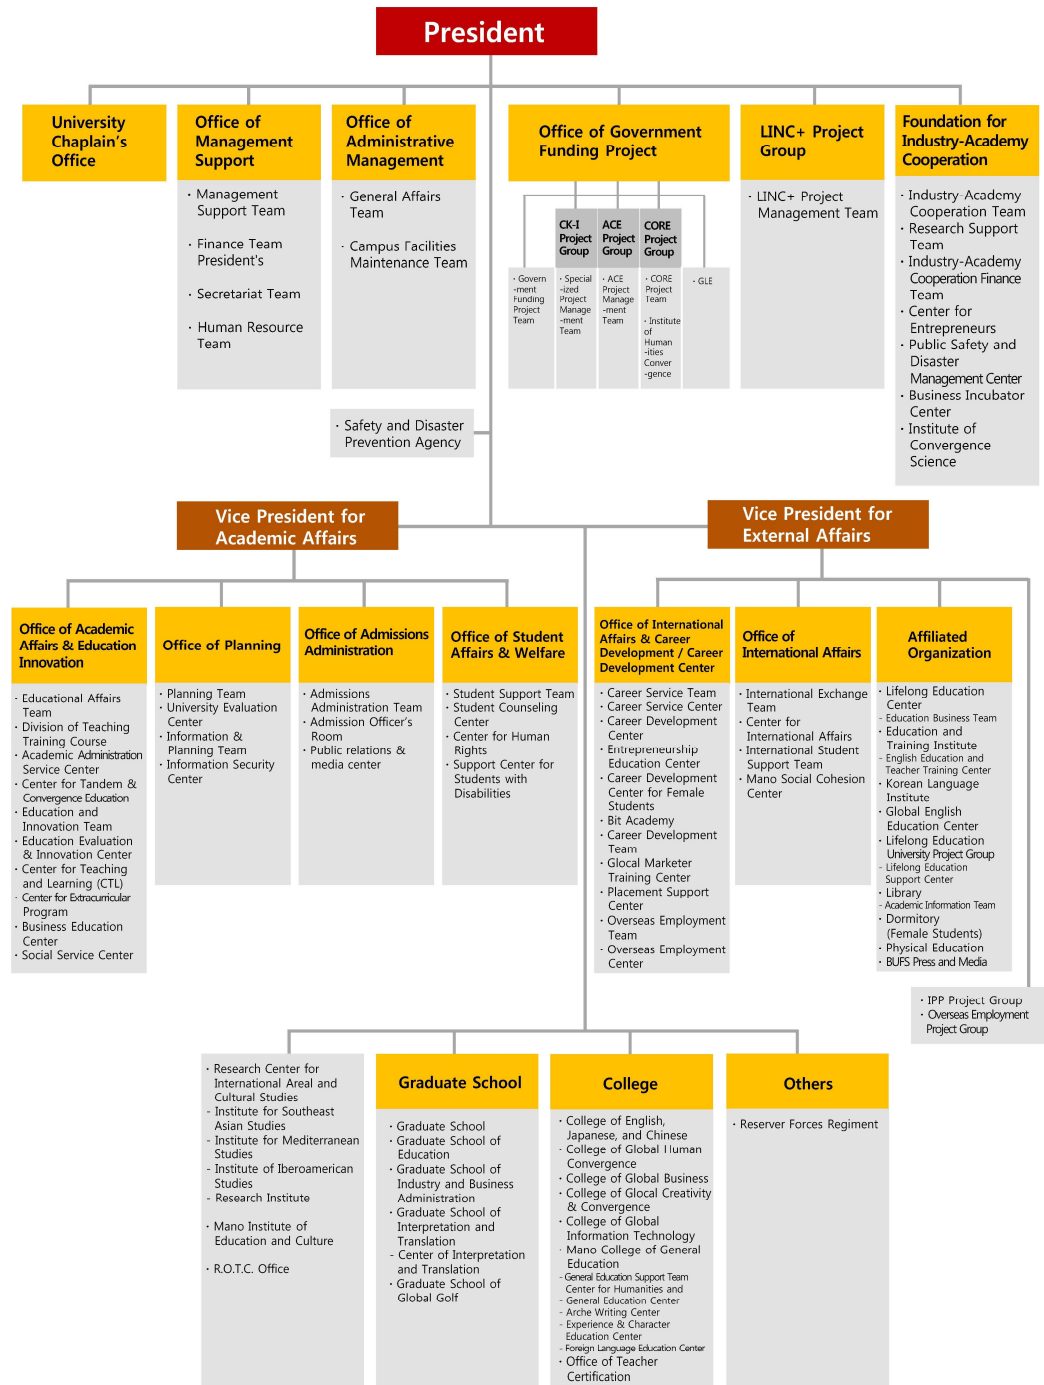 President
University
Chaplain's
Office
Office of
Management
Support
· Management
Support Team
· Finance Team
President's
· Secretariat Team
· Human Resource
Team
Office of
Administrative
Management
· General Affairs
Team
· Campus Facilities
Maintenance Team
Office of Government
Funding Project
CK-I
Project
Group
ACE
Project
Group
CORE
Project
Group
· Govern
-ment
Funding
Project
Team
· Special
-ized
Project
Manage
-ment
Team
· ACE
Project
Manage
-ment
Team
· CORE
Project
Team
· Institute
of
Human
-ities
Conver
-gence
· GLE
LINC+ Project
Group
· LINC+ Project
Management Team
Foundation for
Industry-Academy
Cooperation
· Industry-Academy
Cooperation Team
· Research Support
Team
· Industry-Academy
Cooperation Finance
Team
· Center for
Entrepreneurs
· Public Safety and
Disaster
Management Center
· Business Incubator
Center
· Institute of
Convergence
Science
· Safety and Disaster
Prevention Agency
Vice President for
Academic Affairs
Vice President for
External Affairs
Office of Academic
Affairs & Education
Innovation
· Educational Affairs
Team
· Division of Teaching
Training Course
· Academic Administration
Service Center
· Center for Tandem &
Convergence Education
· Education and
Innovation Team
· Education Evaluation
& Innovation Center
· Center for Teaching
and Learning (CTL)
- Center for Extracurricular
Program
· Business Education
Center
· Social Service Center
Office of Planning
· Planning Team
· University Evaluation
Center
· Information &
Planning Team
· Information Security
Center
Office of Admissions
Administration
· Admissions
Administration Team
· Admission Officer's
Room
· Public relations &
media center
Office of Student
Affairs & Welfare
· Student Support Team
· Student Counseling
Center
· Center for Human
Rights
· Support Center for
Students with
Disabilities
Office of International
Affairs & Career
Development / Career
Development Center
· Career Service Team
· Career Service Center
· Career Development
Center
· Entrepreneurship
Education Center
· Career Development
Center for Female
Students
· Bit Academy
· Career Development
Team
· Glocal Marketer
Training Center
· Placement Support
Center
· Overseas Employment
Team
- Overseas Employment
Center
Office of
International Affairs
· International Exchange
Team
· Center for
International Affairs
· International Student
Support Team
· Mano Social Cohesion
Center
Affiliated
Organization
· Lifelong Education
Center
- Education Business Team
· Education and
Training Institute
- English Education and
Teacher Training Center
· Korean Language
Institute
· Global English
Education Center
· Lifelong Education
University Project Group
- Lifelong Education
Support Center
· Library
- Academic Information Team
· Dormitory
(Female Students)
· Physical Education
· BUFS Press and Media
· IPP Project Group
· Overseas Employment
Project Group
· Research Center for
International Areal and
Cultural Studies
- Institute for Southeast
Asian Studies
- Institute for Mediterranean
Studies
- Institute of Iberoamerican
Studies
- Research Institute
· Mano Institute of
Education and Culture
· R.O.T.C. Office
Graduate School
· Graduate School
· Graduate School of
Education
· Graduate School of
Industry and Business
Administration
· Graduate School of
Interpretation and
Translation
- Center of Interpretation
and Translation
· Graduate School of
Global Golf
College
· College of English,
Japanese, and Chinese
- College of Global Human
Convergence
· College of Global Business
· College of Glocal Creativity
& Convergence
· College of Global
Information Technology
· Mano College of General
Education
- General Education Support Team
Center for Humanities and
- General Education Center
- Arche Writing Center
- Experience & Character
Education Center
- Foreign Language Education Center
· Office of Teacher
Certification
Others
· Reserver Forces Regiment